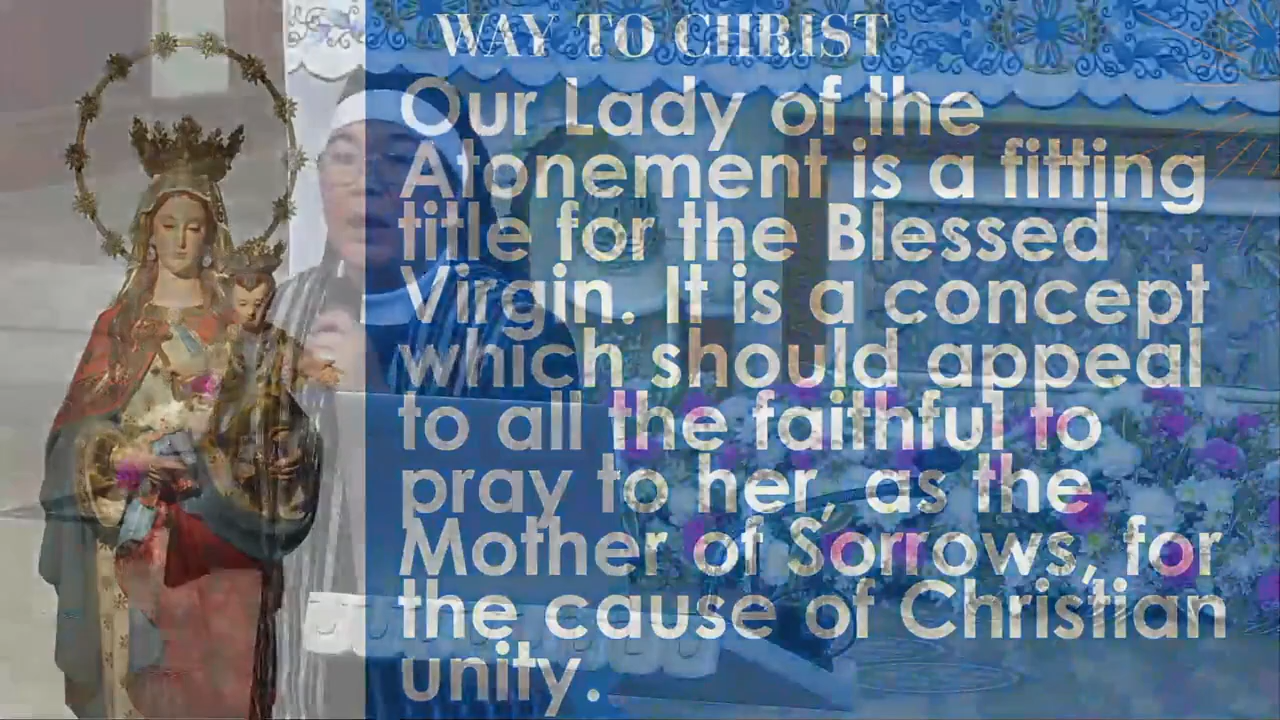 WAY TO CHRIST
Our Lady of the
Atonement is a fitting
title for the Blessed
Virgin. It is a concept
which should appeal
to all the faithful to
pray to her, as the
Mother of Sorrows, for
the cause of Christian
unity.